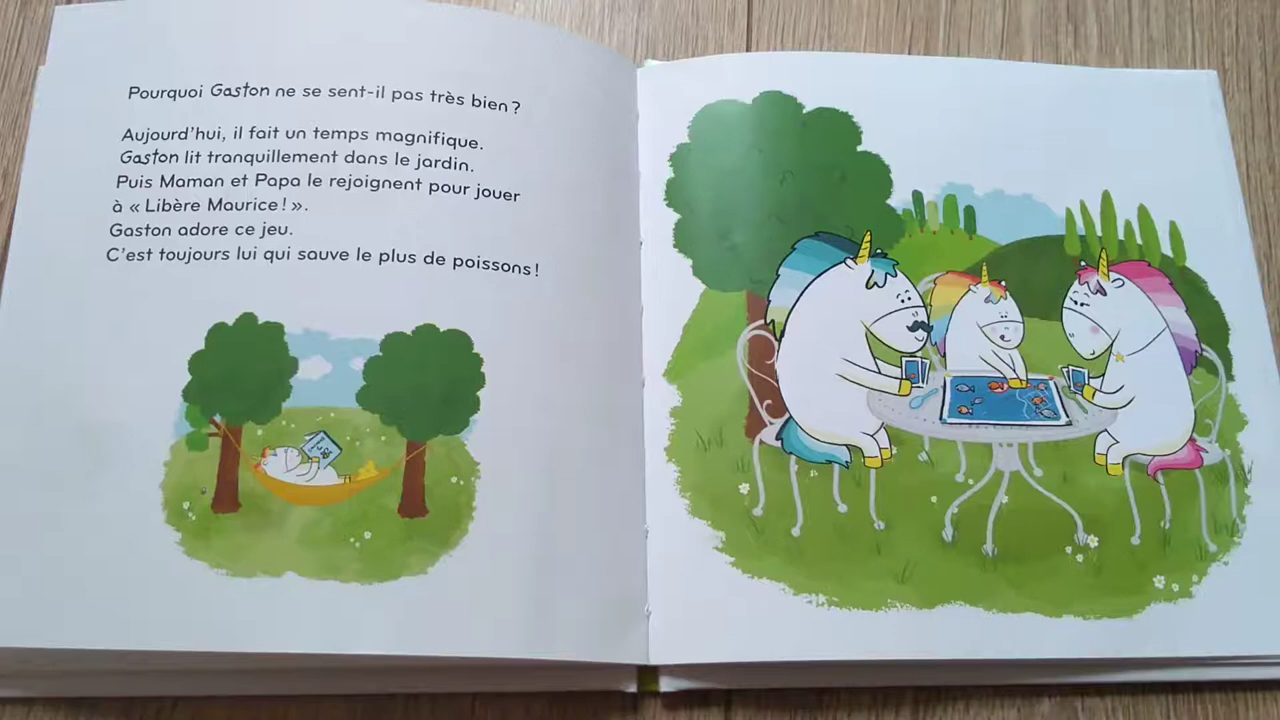 Pourquoi Gaston ne se sent-il pas très bien ?
Aujourd'hui, il fait un temps magnifique.
Gaston lit tranquillement dans le jardin.
Puis Maman et Papa le rejoignent pour jouer
à « Libère Maurice ! ».
Gaston adore ce jeu.
C'est toujours lui qui sauve le plus de poissons !